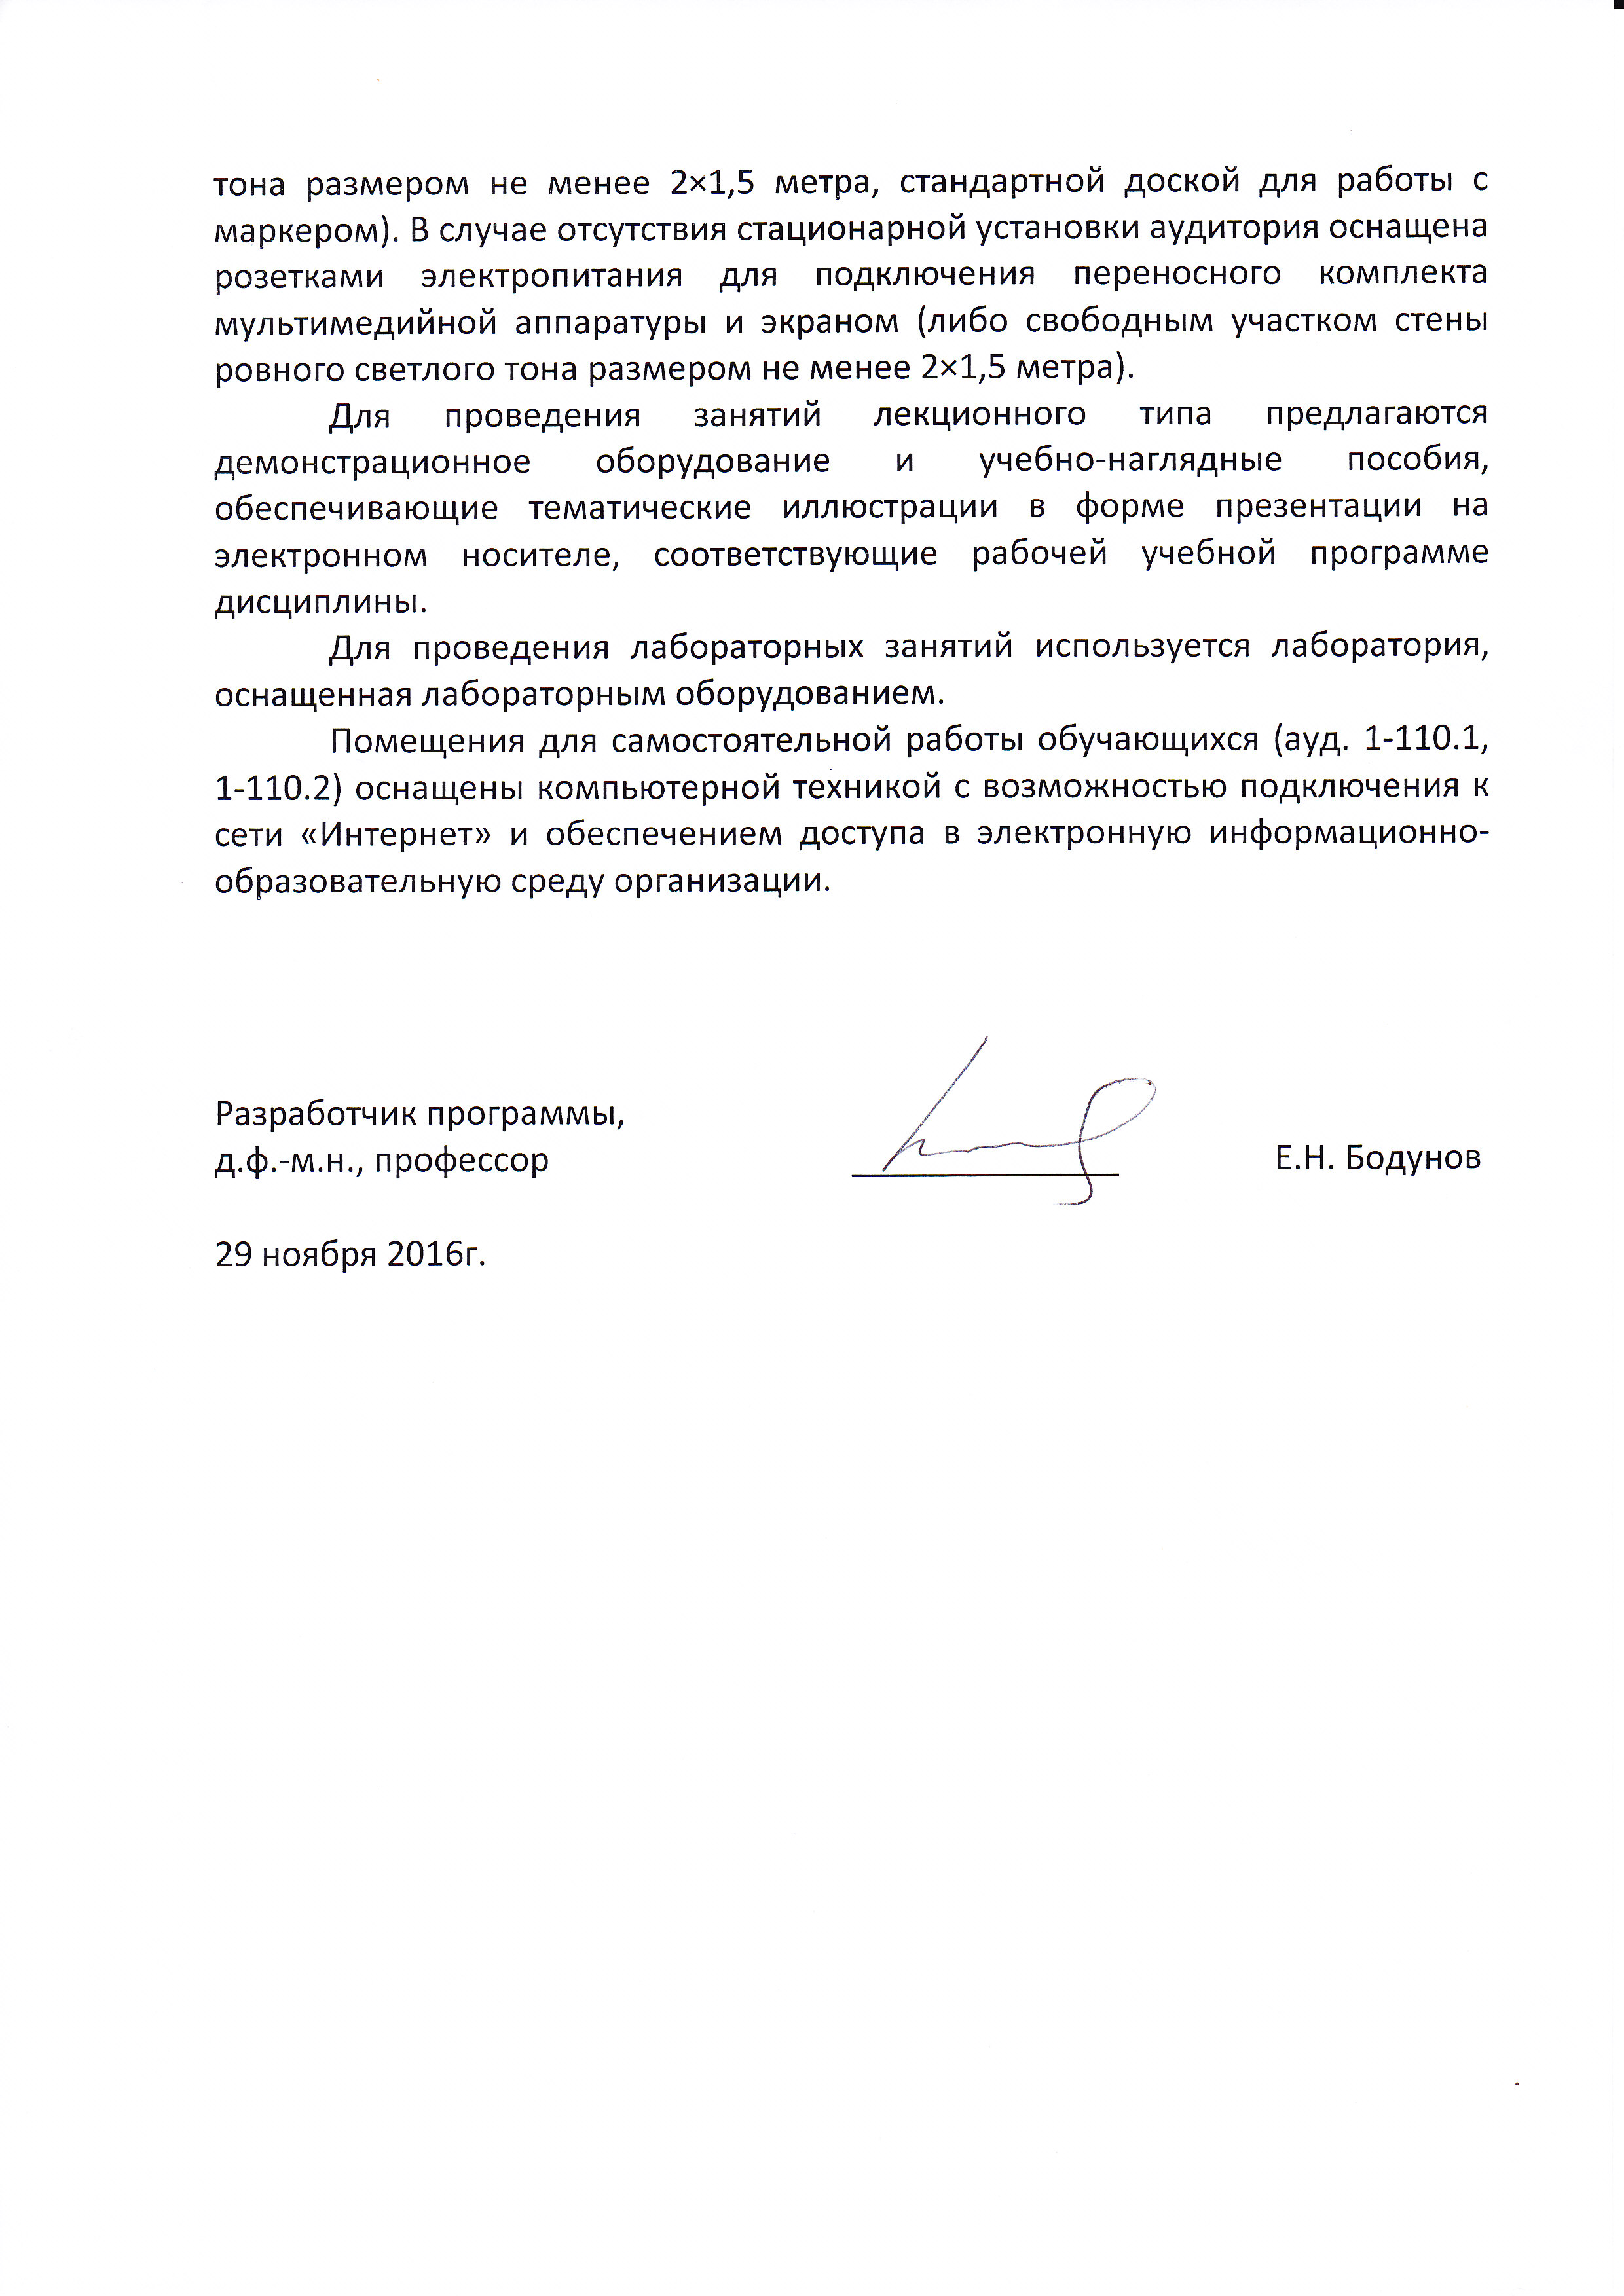 тона размером не менее 2×1,5 метра, стандартной доской для работы с
маркером). В случае отсутствия стационарной установки аудитория оснащена
розетками электропитания для подключения переносного комплекта
мультимедийной аппаратуры и экраном (либо свободным участком стены
ровного светлого тона размером не менее 2×1,5 метра).
Для проведения занятий лекционного типа предлагаются
демонстрационное оборудование и учебно-наглядные пособия,
обеспечивающие тематические иллюстрации в форме презентации на
электронном носителе, соответствующие рабочей учебной программе
дисциплины.
Для проведения лабораторных занятий используется лаборатория,
оснащенная лабораторным оборудованием.
Помещения для самостоятельной работы обучающихся (ауд. 1-110.1,
1-110.2) оснащены компьютерной техникой с возможностью подключения к
сети «Интернет» и обеспечением доступа в электронную информационно-
образовательную среду организации.
Разработчик программы,
д.ф.-м.н., профессор Е.Н. Бодунов
29 ноября 2016г.